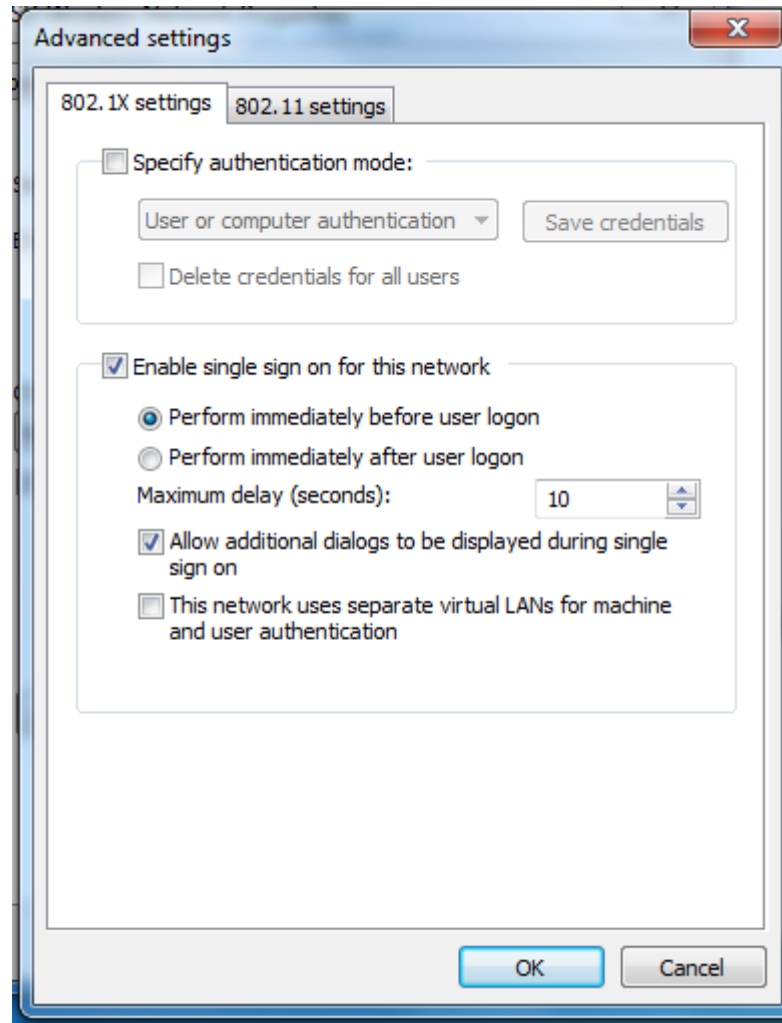 Advanced settings
802.1X settings
802.11 settings
Specify authentication mode:
User or computer authentication
Save credentials
Delete credentials for all users
Enable single sign on for this network
Perform immediately before user logon
Perform immediately after user logon
Maximum delay (seconds):
10
Allow additional dialogs to be displayed during single
sign on
This network uses separate virtual LANs for machine
and user authentication
OK
Cancel